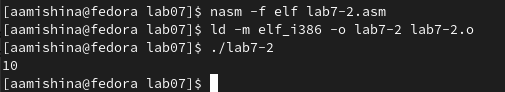 [aamishina@fedora lab07]$ nasm -f elf lab7-2.asm
[aamishina@fedora lab07]$ ld -m elf_i386 -o lab7-2 lab7-2.o
[aamishina@fedora lab07]$ ./lab7-2
10
[aamishina@fedora lab07]$